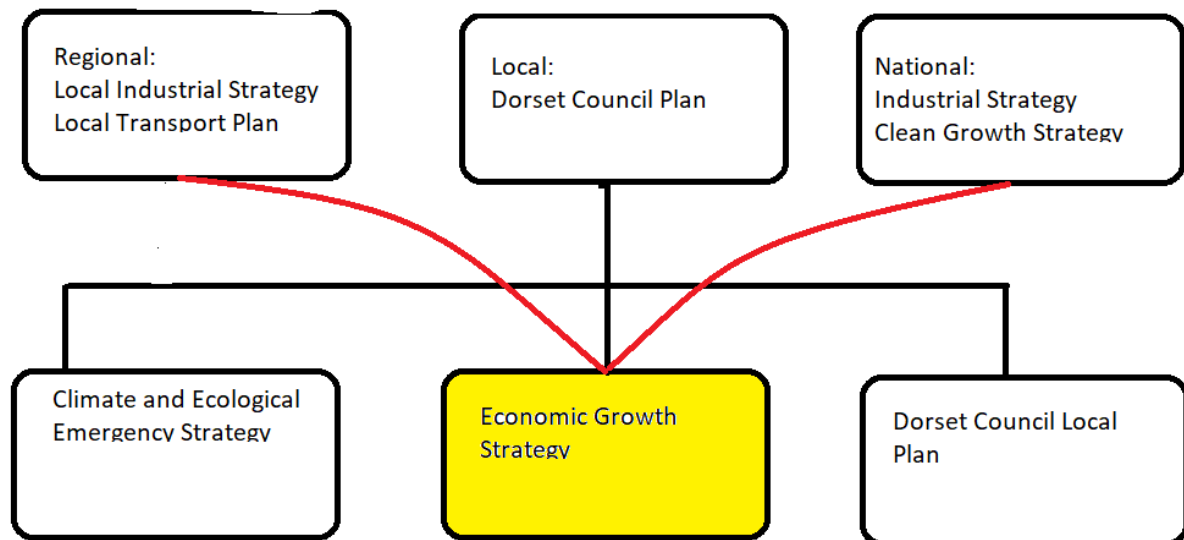 Regional:
Local Industrial Strategy
Local Transport Plan
Local:
Dorset Council Plan
National:
Industrial Strategy
Clean Growth Strategy
Climate and Ecological
Emergency Strategy
Economic Growth
Strategy
Dorset Council Local
Plan